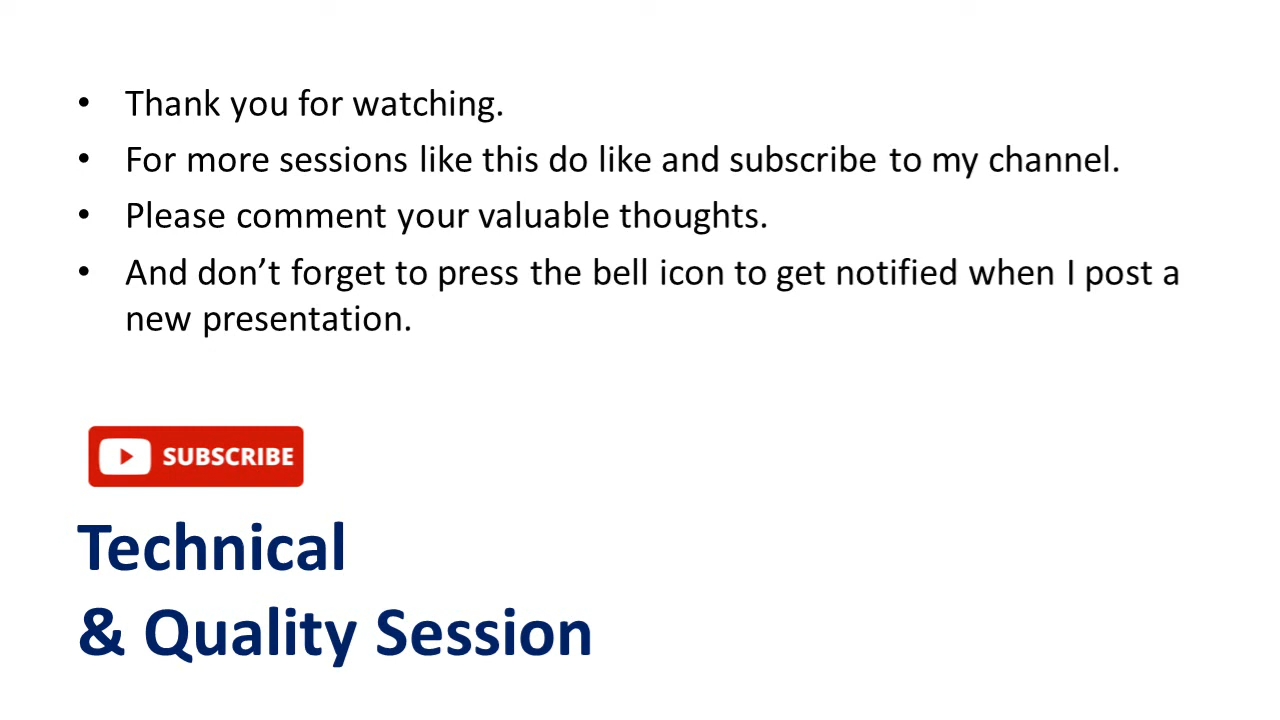 • Thank you for watching.
• For more sessions like this do like and subscribe to my channel.
• Please comment your valuable thoughts.
• And don’t forget to press the bell icon to get notified when I post a
new presentation.
SUBSCRIBE
Technical
& Quality Session